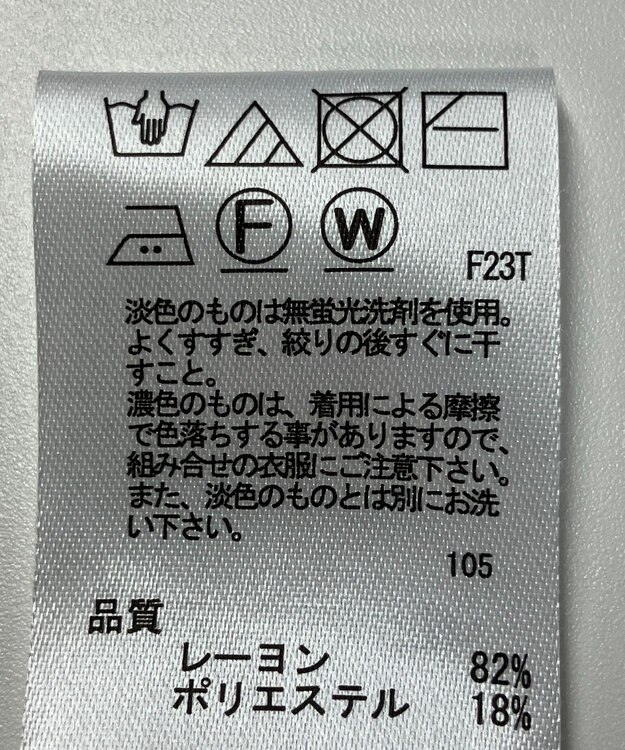 F W
F23T
淡色のものは無蛍光洗剤を使用。
よくすすぎ、絞りの後すぐに干
すこと。
濃色のものは、着用による摩擦
で色落ちする事がありますので、
組み合せの衣服にご注意下さい。
また、淡色のものとは別にお洗
い下さい。
105
品質
レーヨン 82%
ポリエステル 18%